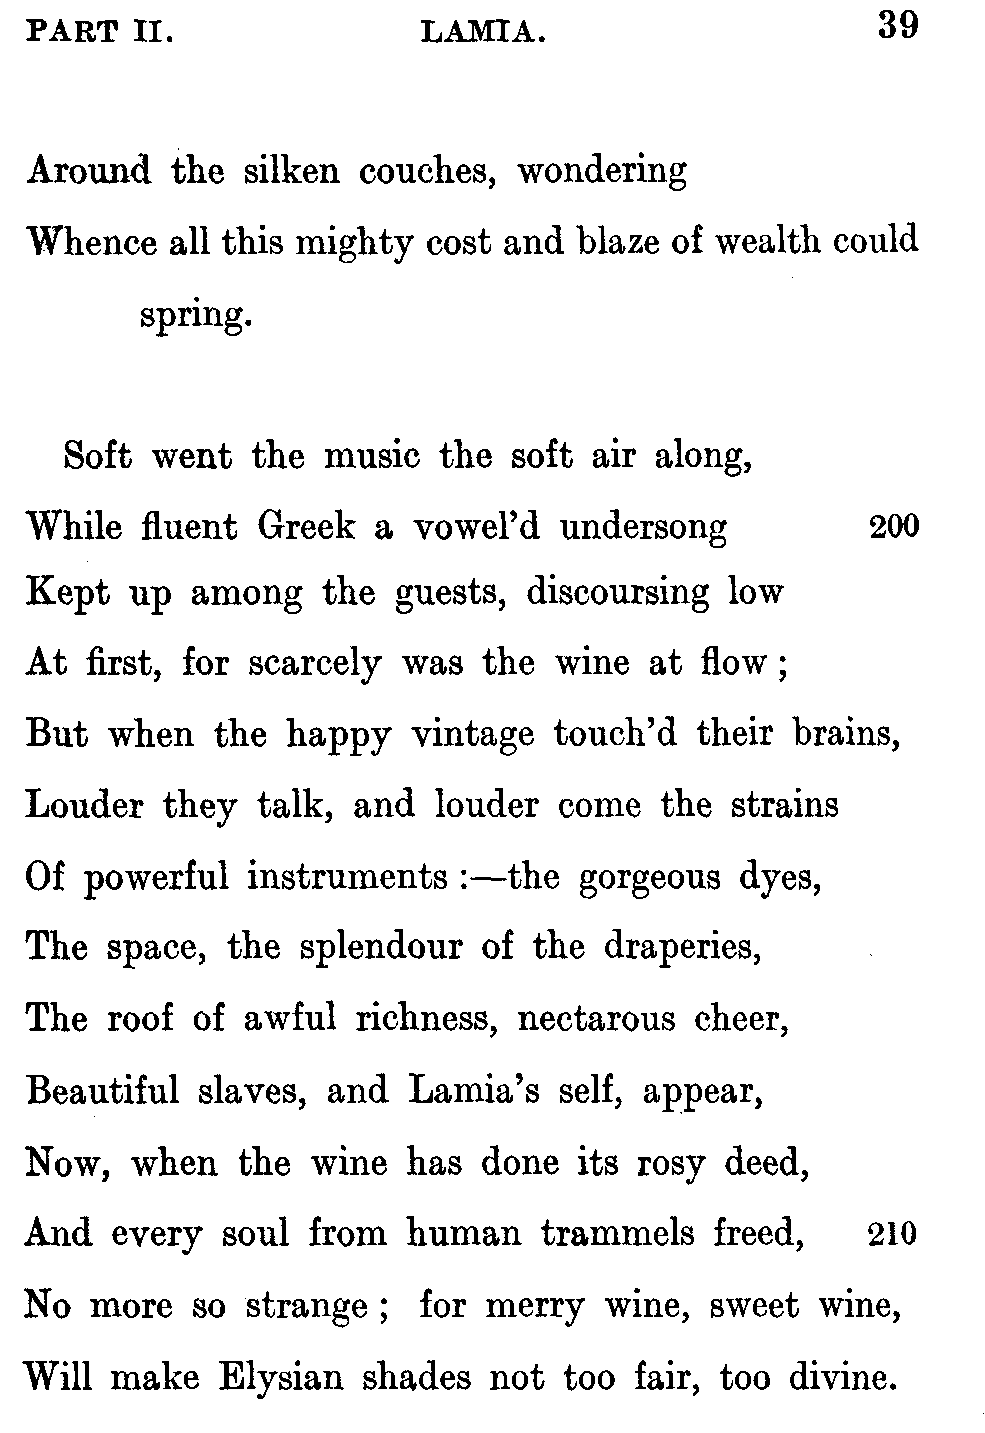 PART II. LAMIA. 39
Around the silken couches, wondering
Whence all this mighty cost and blaze of wealth could
spring.
Soft went the music the soft air along,
While fluent Greek a vowel'd undersong 200
Kept up among the guests, discoursing low
At first, for scarcely was the wine at flow ;
But when the happy vintage touch'd their brains,
Louder they talk, and louder come the strains
Of powerful instruments :—the gorgeous dyes,
The space, the splendour of the draperies,
The roof of awful richness, nectarous cheer,
Beautiful slaves, and Lamia's self, appear,
Now, when the wine has done its rosy deed,
And every soul from human trammels freed, 210
No more so strange ; for merry wine, sweet wine,
Will make Elysian shades not too fair, too divine.